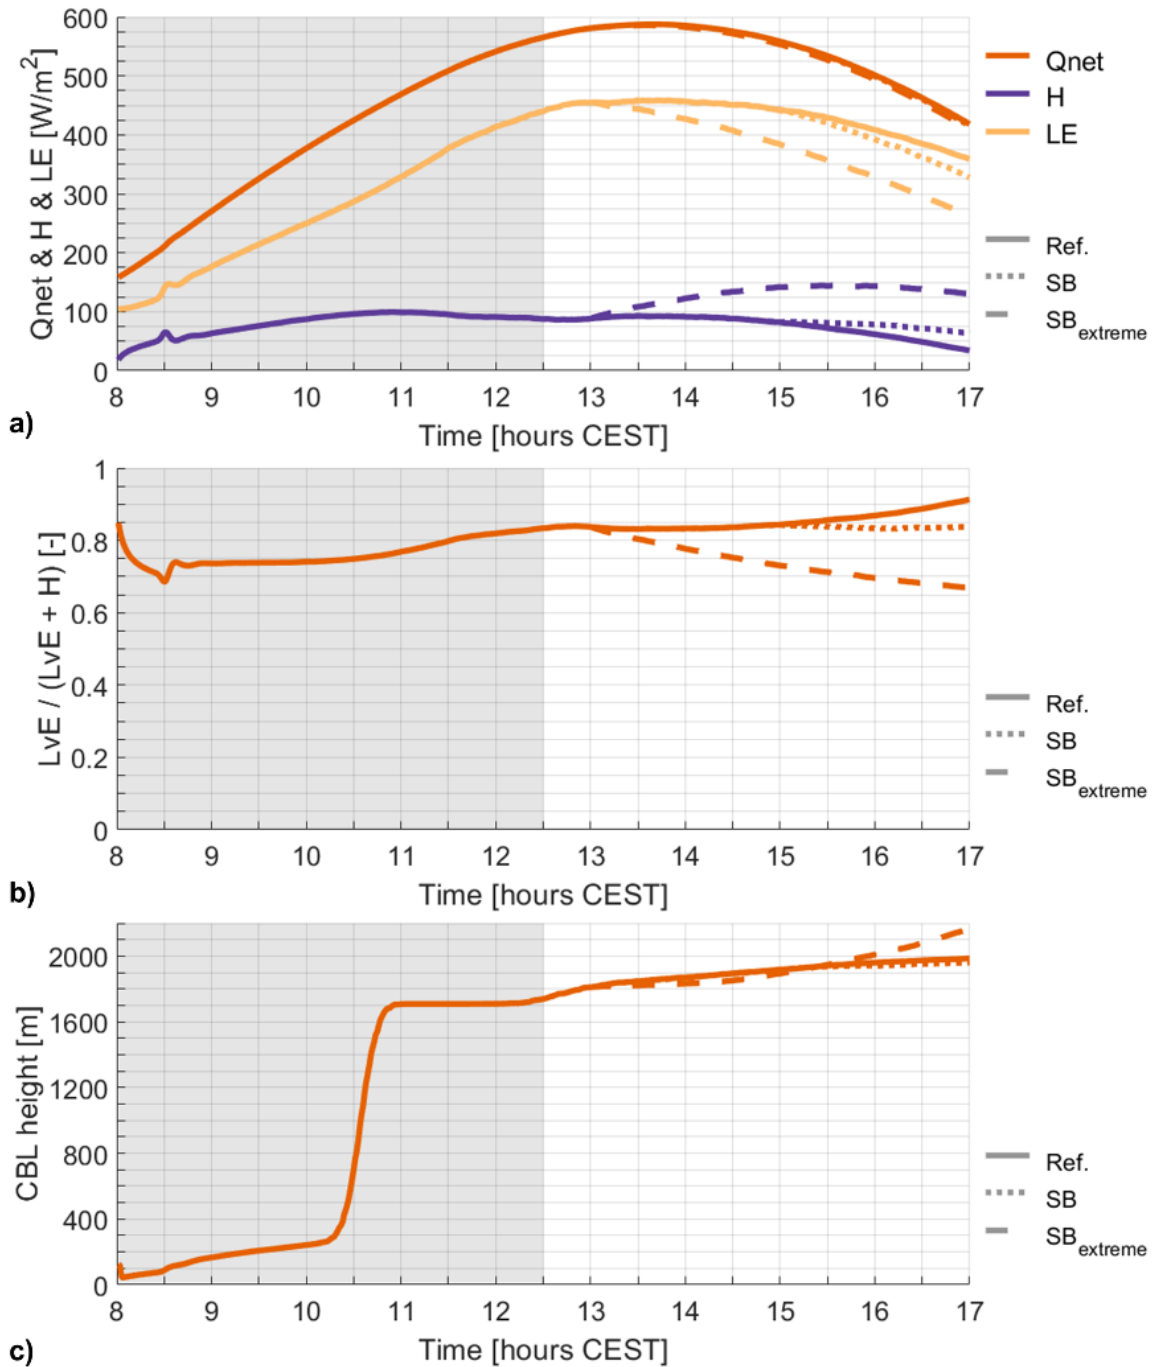 600
500
400
300
200
100
0
Qnet & H & LE [W/m²]
8 9 10 11 12 13 14 15 16 17
Time [hours CEST]
a)
Qnet
H
LE
Ref.
SB
SBextreme
1
0.8
0.6
0.4
0.2
0
LvE / (LvE + H) [-]
8 9 10 11 12 13 14 15 16 17
Time [hours CEST]
b)
Ref.
SB
SBextreme
2000
1600
1200
800
400
0
CBL height [m]
8 9 10 11 12 13 14 15 16 17
Time [hours CEST]
c)
Ref.
SB
SBextreme